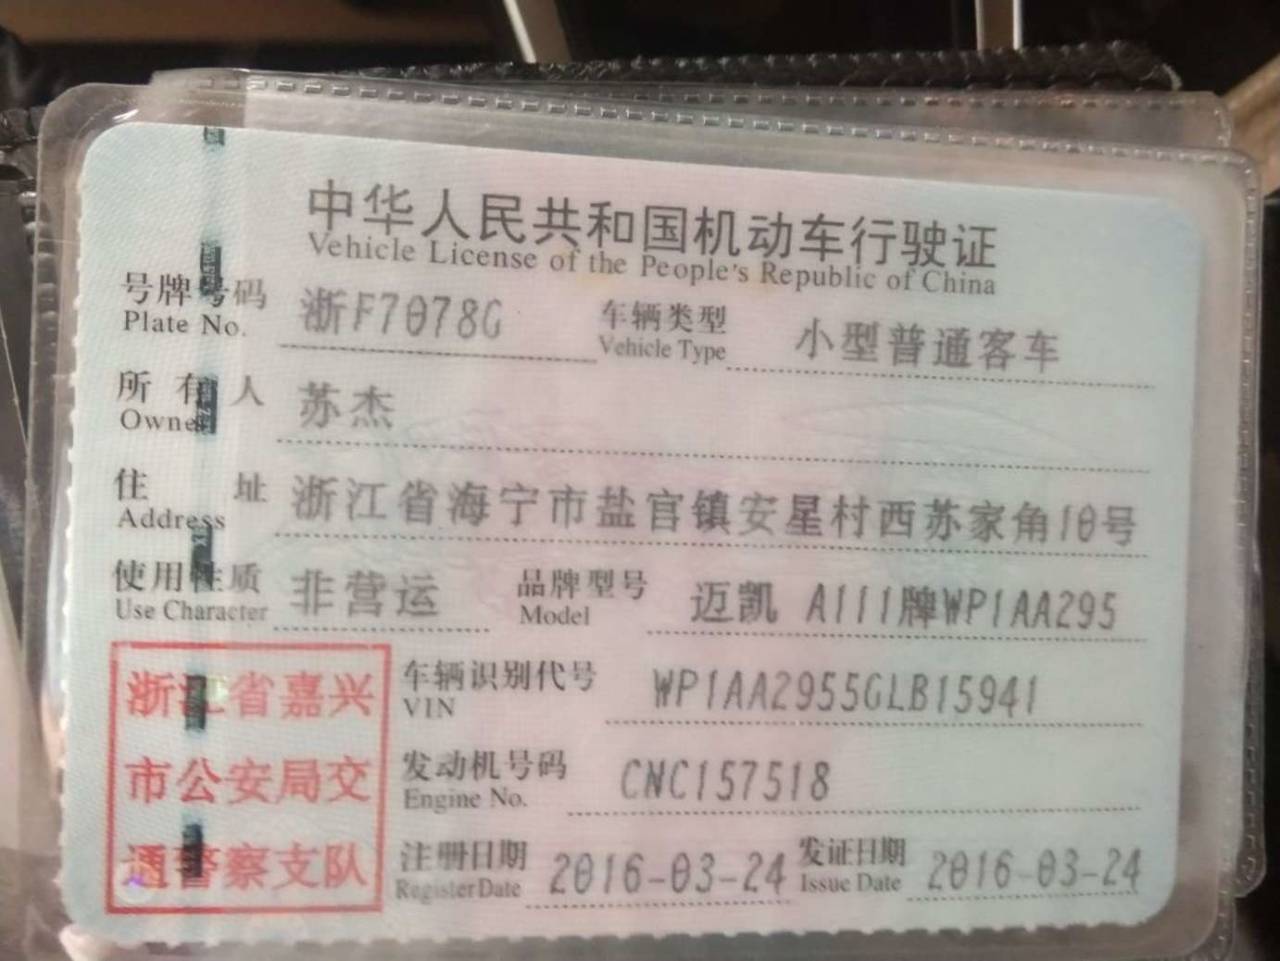 中华人民共和国机动车行驶证
Vehicle License of the People's Republic of China
号牌号码 浙F7078G 车辆类型 小型普通客车
Plate No. Vehicle Type
所有人 苏杰
Owner
住址 浙江省海宁市盐官镇安星村西苏家角10号
Address
使用性质 非营运 品牌型号 迈凯 A111牌WP1AA295
Use Character Model
浙江省嘉兴
市公安局交
通警察支队
车辆识别代号 WP1AA2955GLB15941
VIN
发动机号码 CNC157518
Engine No.
注册日期 2016-03-24 发证日期 2016-03-24
Register Date Issue Date